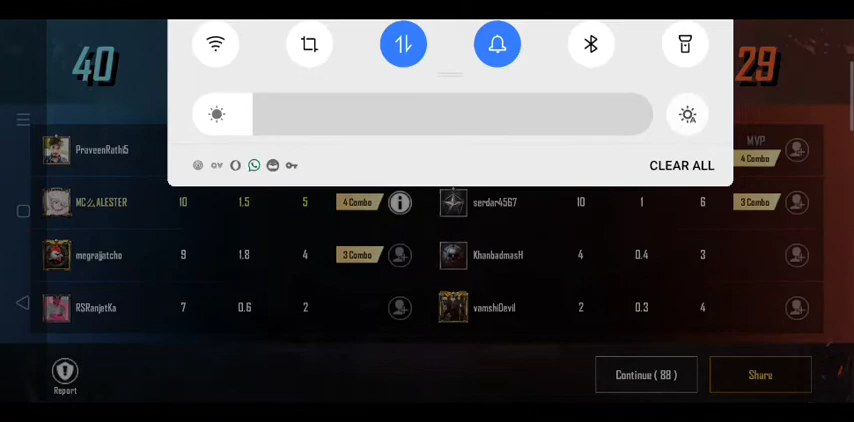 40
29
CLEAR ALL
PraveenRathi5
MVP
4 Combo
MC么ALESTER 10 1.5 5 4 Combo
serdar4567 10 1 6 3 Combo
megrajjatcho 9 1.8 4 3 Combo
KhanbadmasH 4 0.4 3
RSRanjetKa 7 0.6 2
vamshiDevil 2 0.3 4
Report
Continue ( 88 )
Share